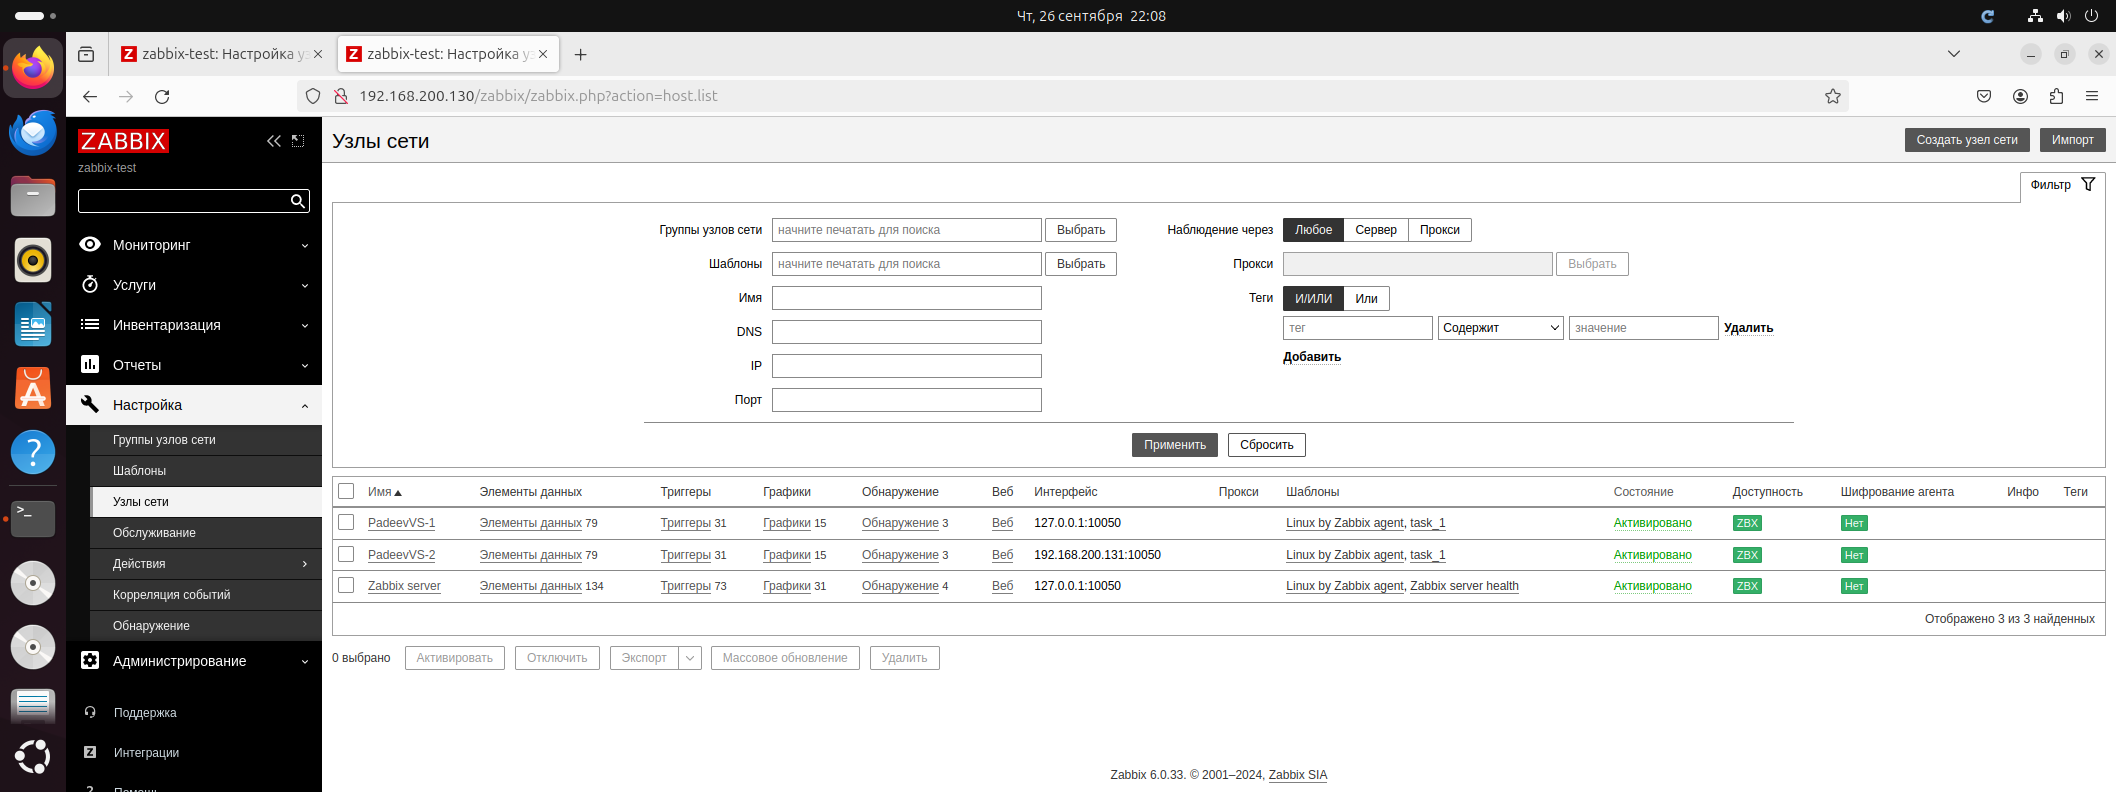 Чт, 26 сентября 22:08
zabbix-test: Настройка уз
zabbix-test: Настройка уз
192.168.200.130/zabbix/zabbix.php?action=host.list
ZABBIX
zabbix-test
Мониторинг
Услуги
Инвентаризация
Отчеты
Настройка
Группы узлов сети
Шаблоны
Узлы сети
Обслуживание
Действия
Корреляция событий
Обнаружение
Администрирование
Поддержка
Интеграции
Помощь
Узлы сети
Создать узел сети Импорт
Фильтр
Группы узлов сети начните печатать для поиска Выбрать
Шаблоны начните печатать для поиска Выбрать
Имя
DNS
IP
Порт
Наблюдение через Любое Сервер Прокси
Прокси Выбрать
Теги И/ИЛИ Или
тег Содержит значение Удалить
Добавить
Применить Сбросить
Имя Элементы данных Триггеры Графики Обнаружение Веб Интерфейс Прокси Шаблоны Состояние Доступность Шифрование агента Инфо Теги
PadeevVS-1 Элементы данных 79 Триггеры 31 Графики 15 Обнаружение 3 Веб 127.0.0.1:10050 Linux by Zabbix agent, task_1 Активировано ZBX Нет
PadeevVS-2 Элементы данных 79 Триггеры 31 Графики 15 Обнаружение 3 Веб 192.168.200.131:10050 Linux by Zabbix agent, task_1 Активировано ZBX Нет
Zabbix server Элементы данных 134 Триггеры 73 Графики 31 Обнаружение 4 Веб 127.0.0.1:10050 Linux by Zabbix agent, Zabbix server health Активировано ZBX Нет
Отображено 3 из 3 найденных
0 выбрано Активировать Отключить Экспорт Массовое обновление Удалить
Zabbix 6.0.33. © 2001–2024, Zabbix SIA